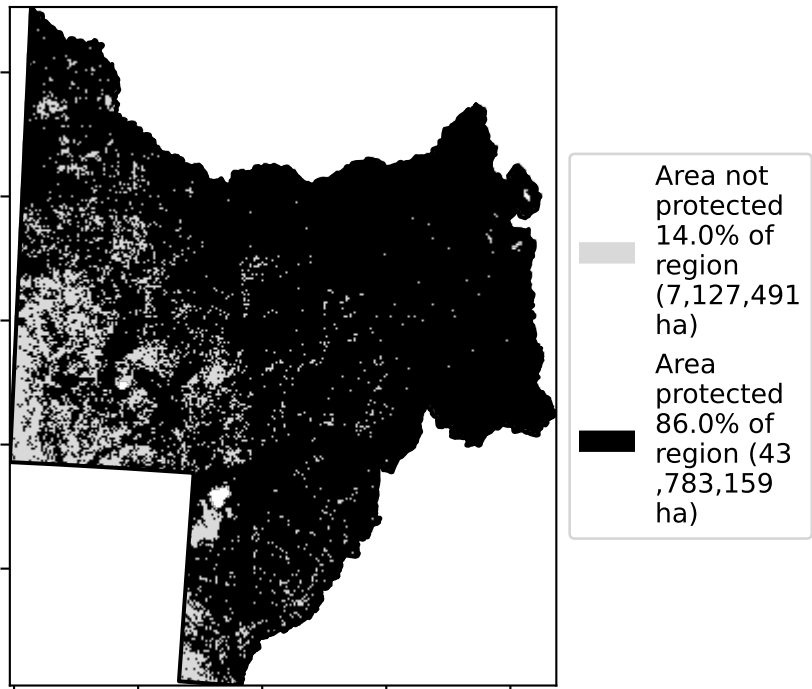 Area not
protected
14.0% of
region
(7,127,491
ha)
Area
protected
86.0% of
region (43
,783,159
ha)